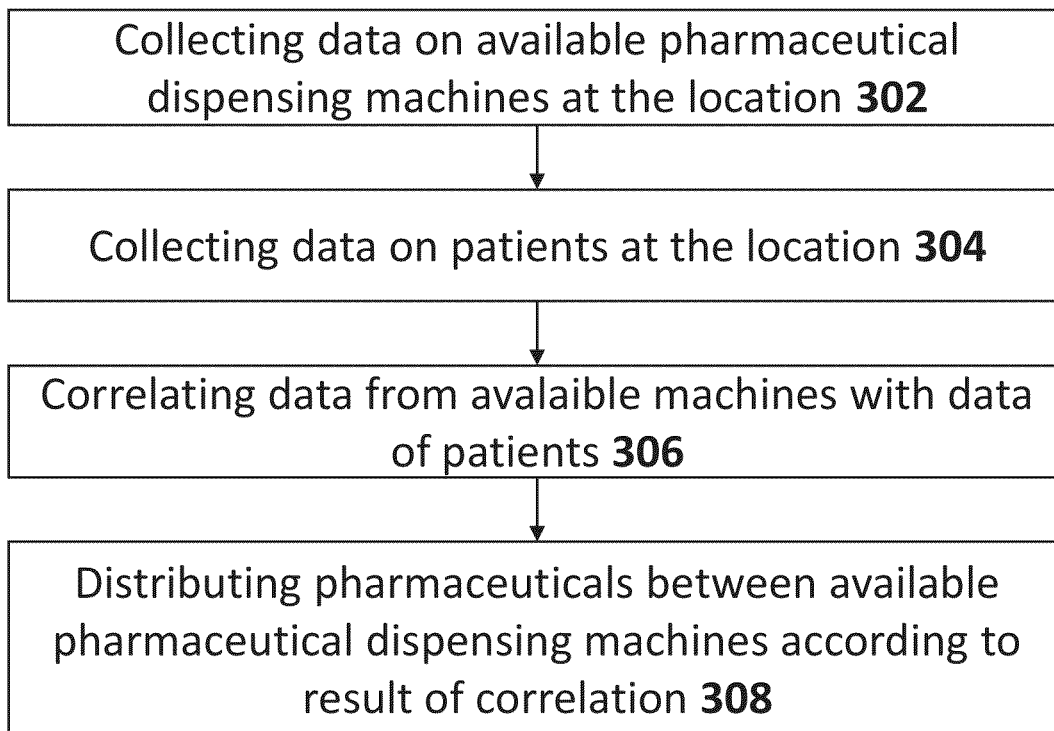 Collecting data on available pharmaceutical
dispensing machines at the location 302
Collecting data on patients at the location 304
Correlating data from avalaible machines with data
of patients 306
Distributing pharmaceuticals between available
pharmaceutical dispensing machines according to
result of correlation 308